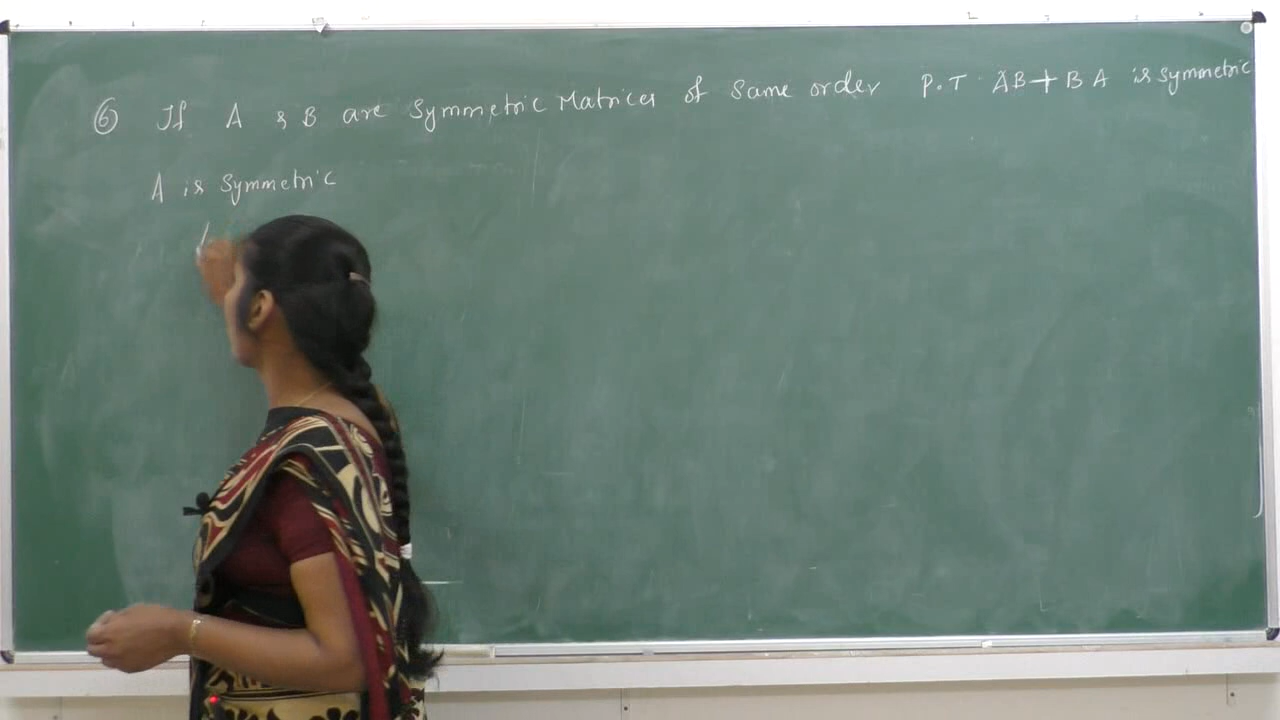 ⑥ If A & B are Symmetric Matrices of Same order P.T AB+BA is symmetric
A is Symmetric